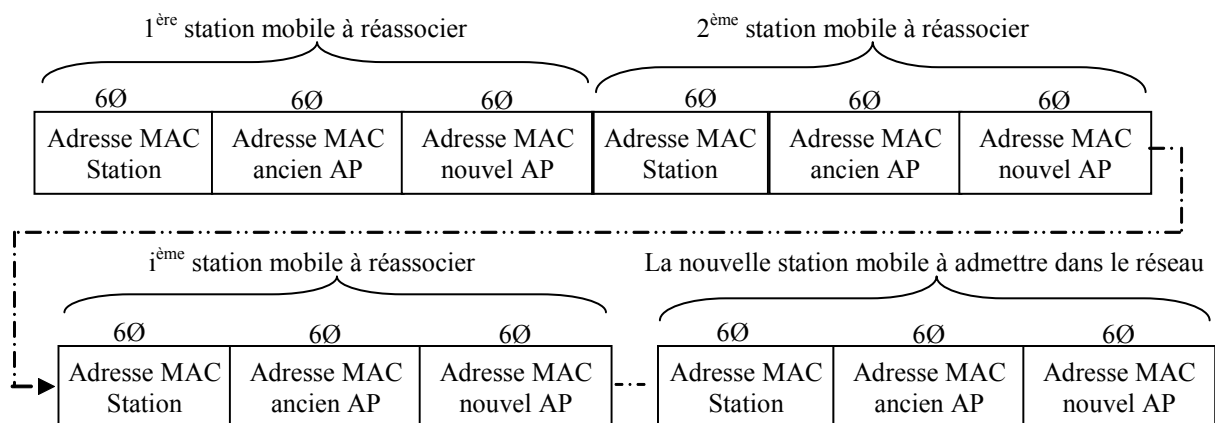 1ère station mobile à réassocier 2ème station mobile à réassocier
6Ø 6Ø 6Ø 6Ø 6Ø 6Ø
Adresse MAC Station
Adresse MAC ancien AP
Adresse MAC nouvel AP
Adresse MAC Station
Adresse MAC ancien AP
Adresse MAC nouvel AP
ième station mobile à réassocier La nouvelle station mobile à admettre dans le réseau
6Ø 6Ø 6Ø 6Ø 6Ø 6Ø
Adresse MAC Station
Adresse MAC ancien AP
Adresse MAC nouvel AP
Adresse MAC Station
Adresse MAC ancien AP
Adresse MAC nouvel AP